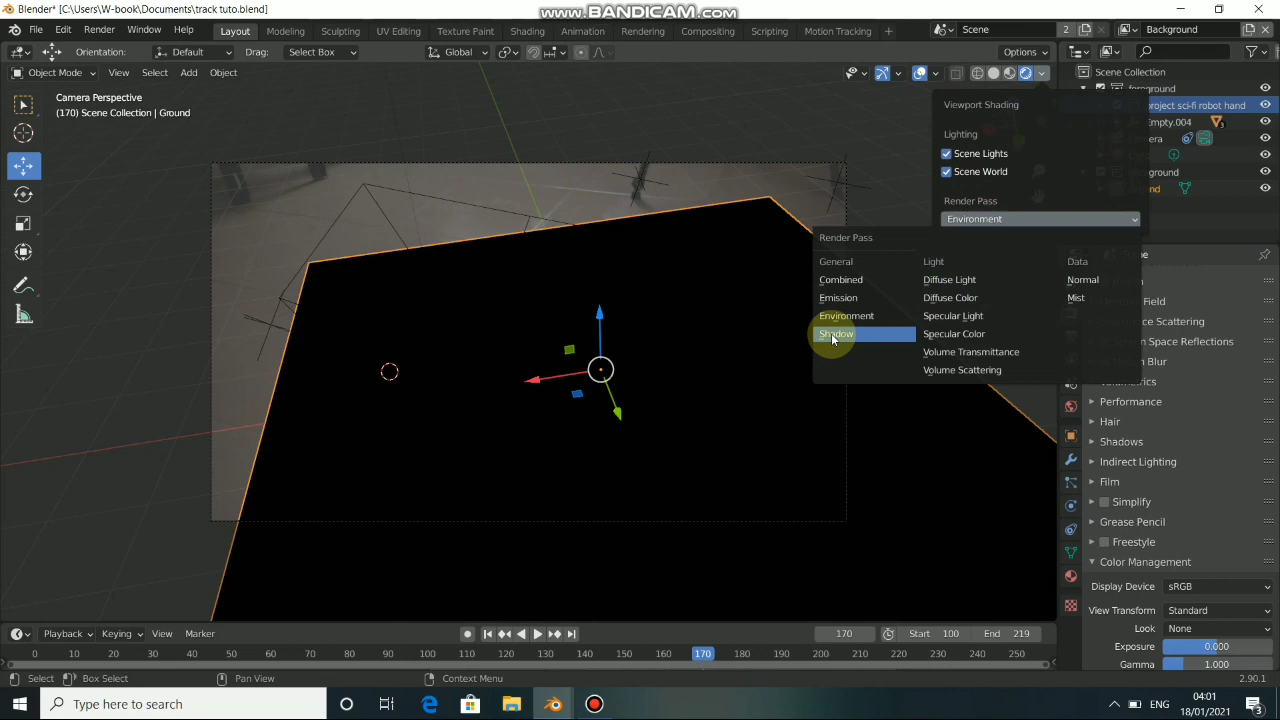 Blender* [C:\Users\W-book\Documents\track tuto.blend]
www.BANDICAM.com
File Edit Render Window Help
Layout Modeling Sculpting UV Editing Texture Paint Shading Animation Rendering Compositing Scripting Motion Tracking +
Scene 2
Background
Orientation: Default Drag: Select Box Global Options
Object Mode View Select Add Object
Scene Collection
foreground
project sci-fi robot hand
Empty.004
3
Camera Perspective
(170) Scene Collection | Ground
Viewport Shading
Lighting
Scene Lights
Scene World
Render Pass
Environment
Render Pass
General
Combined
Emission
Environment
Shadow
Light
Diffuse Light
Diffuse Color
Specular Light
Specular Color
Volume Transmittance
Volume Scattering
Data
Normal
Mist
Performance
Hair
Shadows
Indirect Lighting
Film
Simplify
Grease Pencil
Freestyle
Color Management
Display Device sRGB
View Transform Standard
Look None
Exposure 0.000
Gamma 1.000
Playback Keying View Marker 170 Start 100 End 219
0 10 20 30 40 50 60 70 80 90 100 110 120 130 140 150 160 170 180 190 200 210 220 230 240 250
Select Box Select Pan View Context Menu 2.90.1
Type here to search
ENG
04:01
18/01/2021
3